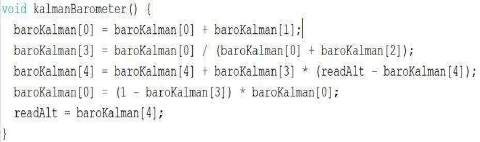 void kalmanBarometer() {
baroKalman[0] = baroKalman[0] + baroKalman[1];
baroKalman[3] = baroKalman[0] / (baroKalman[0] + baroKalman[2]);
baroKalman[4] = baroKalman[4] + baroKalman[3] * (readAlt - baroKalman[4]);
baroKalman[0] = (1 - baroKalman[3]) * baroKalman[0];
readAlt = baroKalman[4];
}